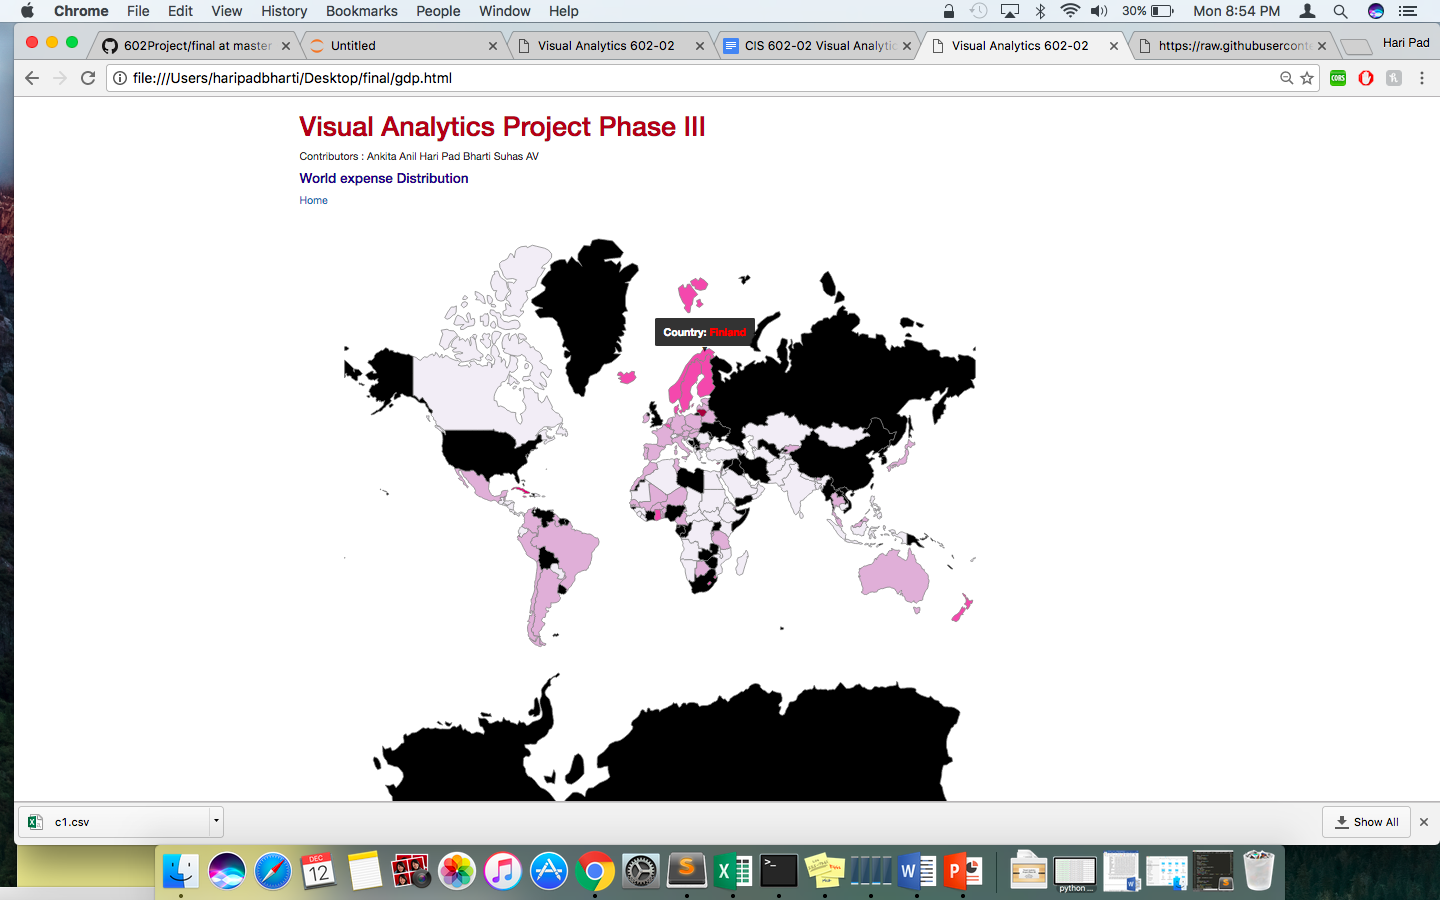 Chrome File Edit View History Bookmarks People Window Help 30% Mon 8:54 PM
602Project/final at master
Untitled
Visual Analytics 602-02
CIS 602-02 Visual Analytic
Visual Analytics 602-02
https://raw.githubuserconte
Hari Pad
file:///Users/haripadbharti/Desktop/final/gdp.html
CORS
Visual Analytics Project Phase III
Contributors : Ankita Anil Hari Pad Bharti Suhas AV
World expense Distribution
Home
Country: Finland
c1.csv
Show All
DEC
12
python ...